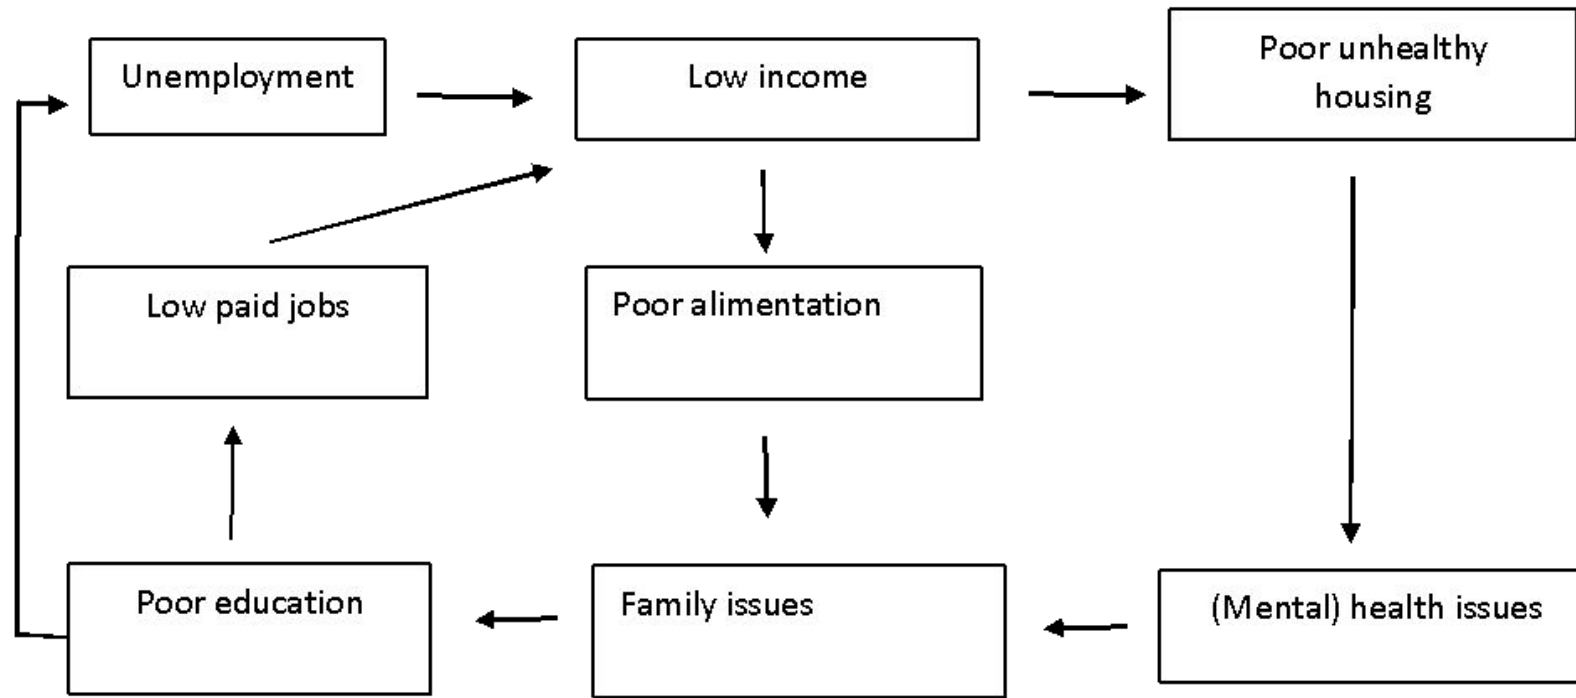 Unemployment
Low income
Poor unhealthy
housing
Low paid jobs
Poor alimentation
Poor education
Family issues
(Mental) health issues